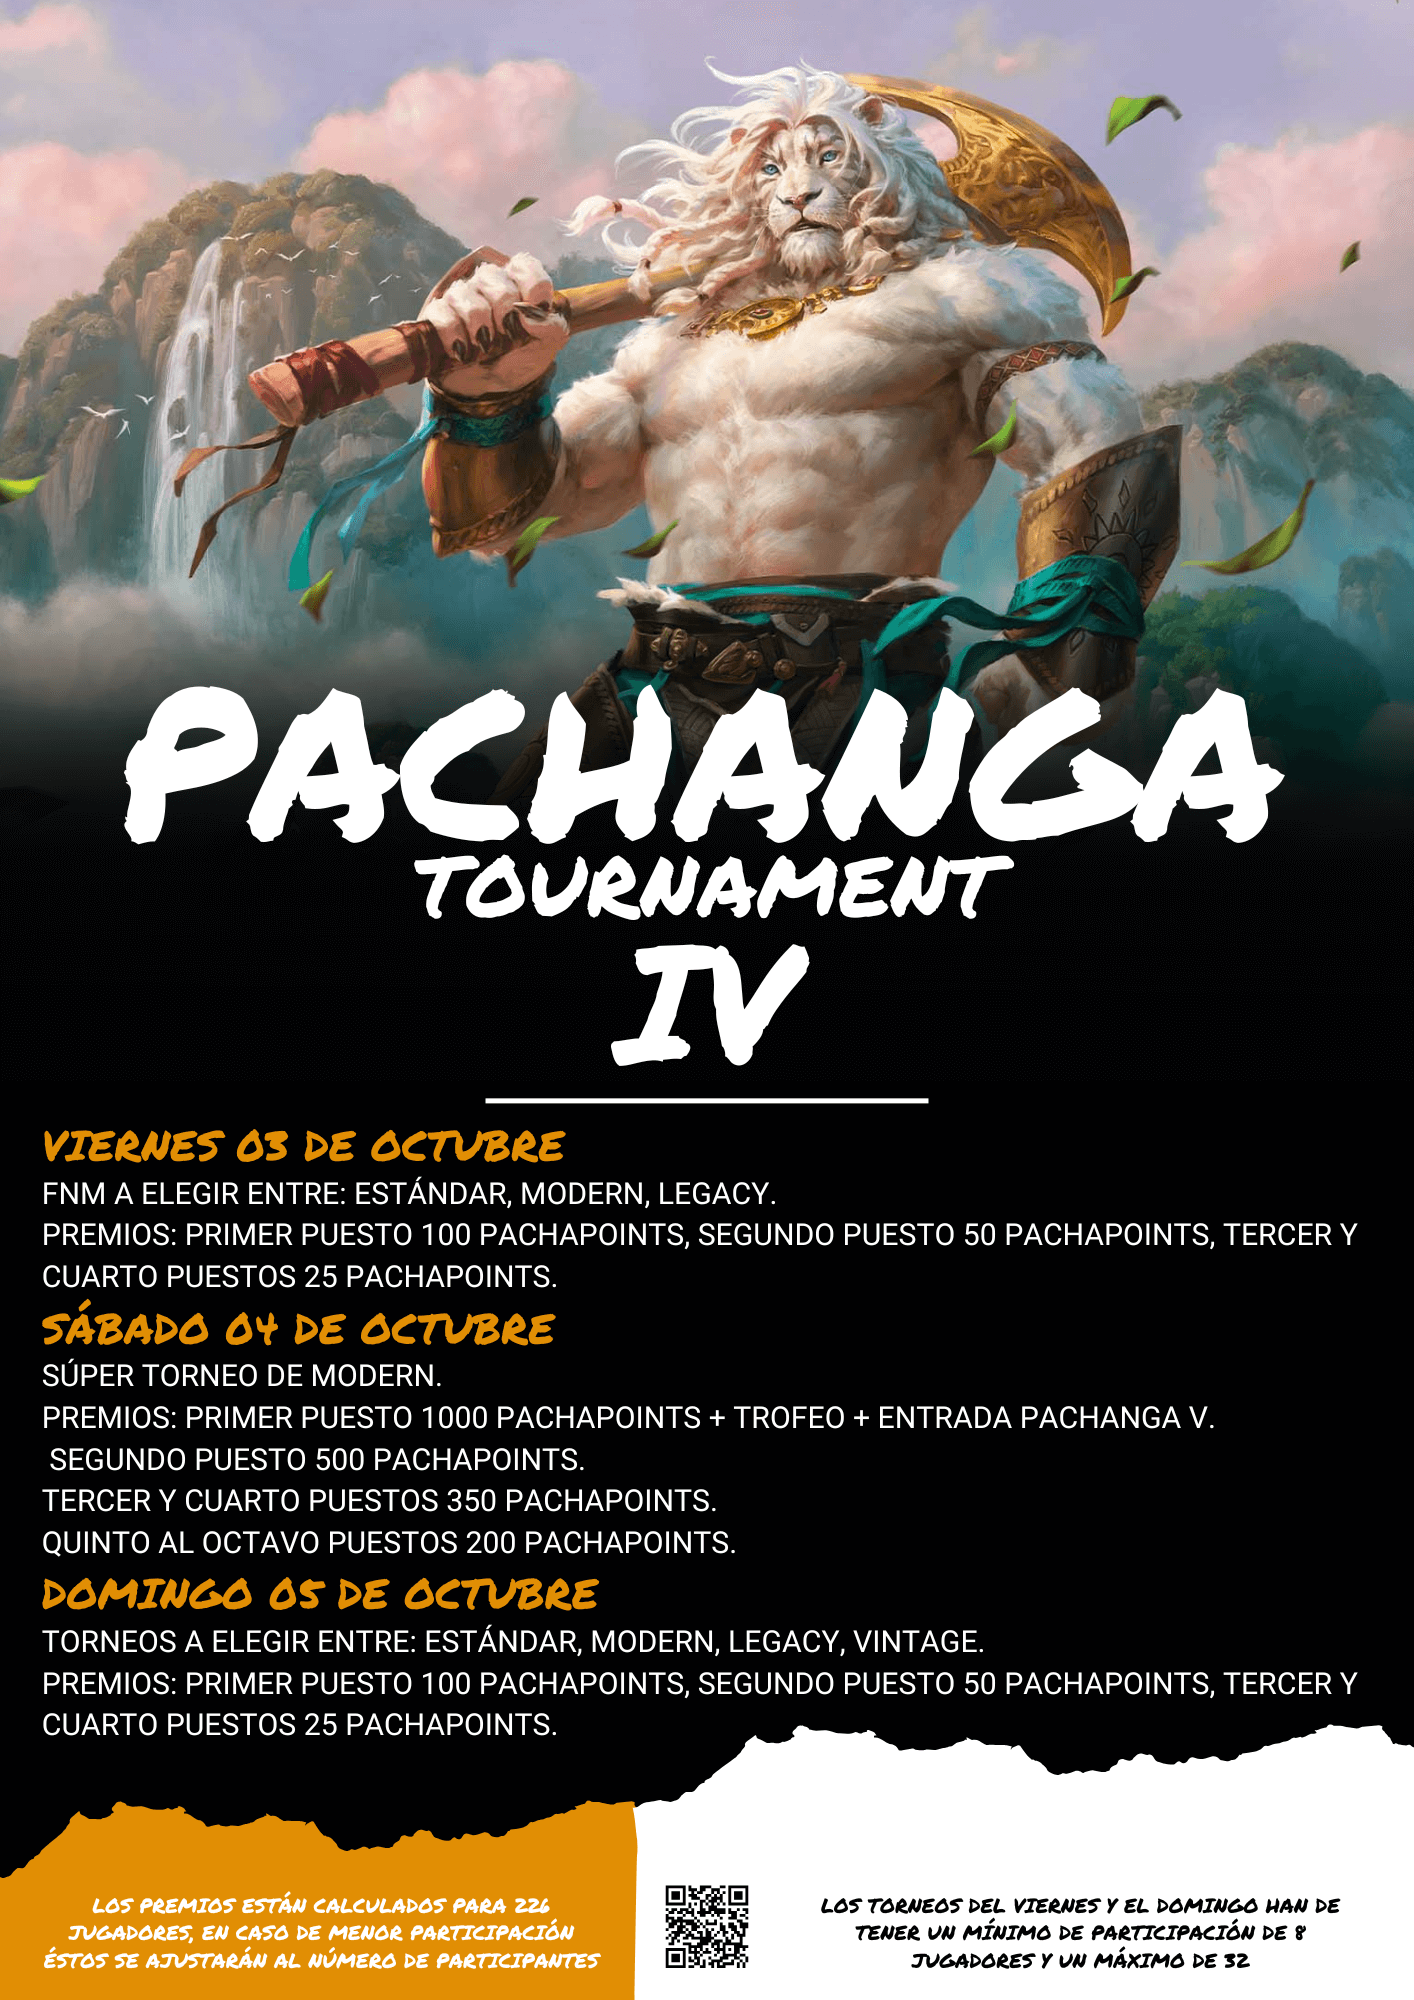 PACHANGA
TOURNAMENT
IV
VIERNES 03 DE OCTUBRE
FNM A ELEGIR ENTRE: ESTÁNDAR, MODERN, LEGACY.
PREMIOS: PRIMER PUESTO 100 PACHAPOINTS, SEGUNDO PUESTO 50 PACHAPOINTS, TERCER Y
CUARTO PUESTOS 25 PACHAPOINTS.
SÁBADO 04 DE OCTUBRE
SÚPER TORNEO DE MODERN.
PREMIOS: PRIMER PUESTO 1000 PACHAPOINTS + TROFEO + ENTRADA PACHANGA V.
SEGUNDO PUESTO 500 PACHAPOINTS.
TERCER Y CUARTO PUESTOS 350 PACHAPOINTS.
QUINTO AL OCTAVO PUESTOS 200 PACHAPOINTS.
DOMINGO 05 DE OCTUBRE
TORNEOS A ELEGIR ENTRE: ESTÁNDAR, MODERN, LEGACY, VINTAGE.
PREMIOS: PRIMER PUESTO 100 PACHAPOINTS, SEGUNDO PUESTO 50 PACHAPOINTS, TERCER Y
CUARTO PUESTOS 25 PACHAPOINTS.
LOS PREMIOS ESTÁN CALCULADOS PARA 226
JUGADORES, EN CASO DE MENOR PARTICIPACIÓN
ÉSTOS SE AJUSTARÁN AL NÚMERO DE PARTICIPANTES
LOS TORNEOS DEL VIERNES Y EL DOMINGO HAN DE
TENER UN MÍNIMO DE PARTICIPACIÓN DE 8
JUGADORES Y UN MÁXIMO DE 32